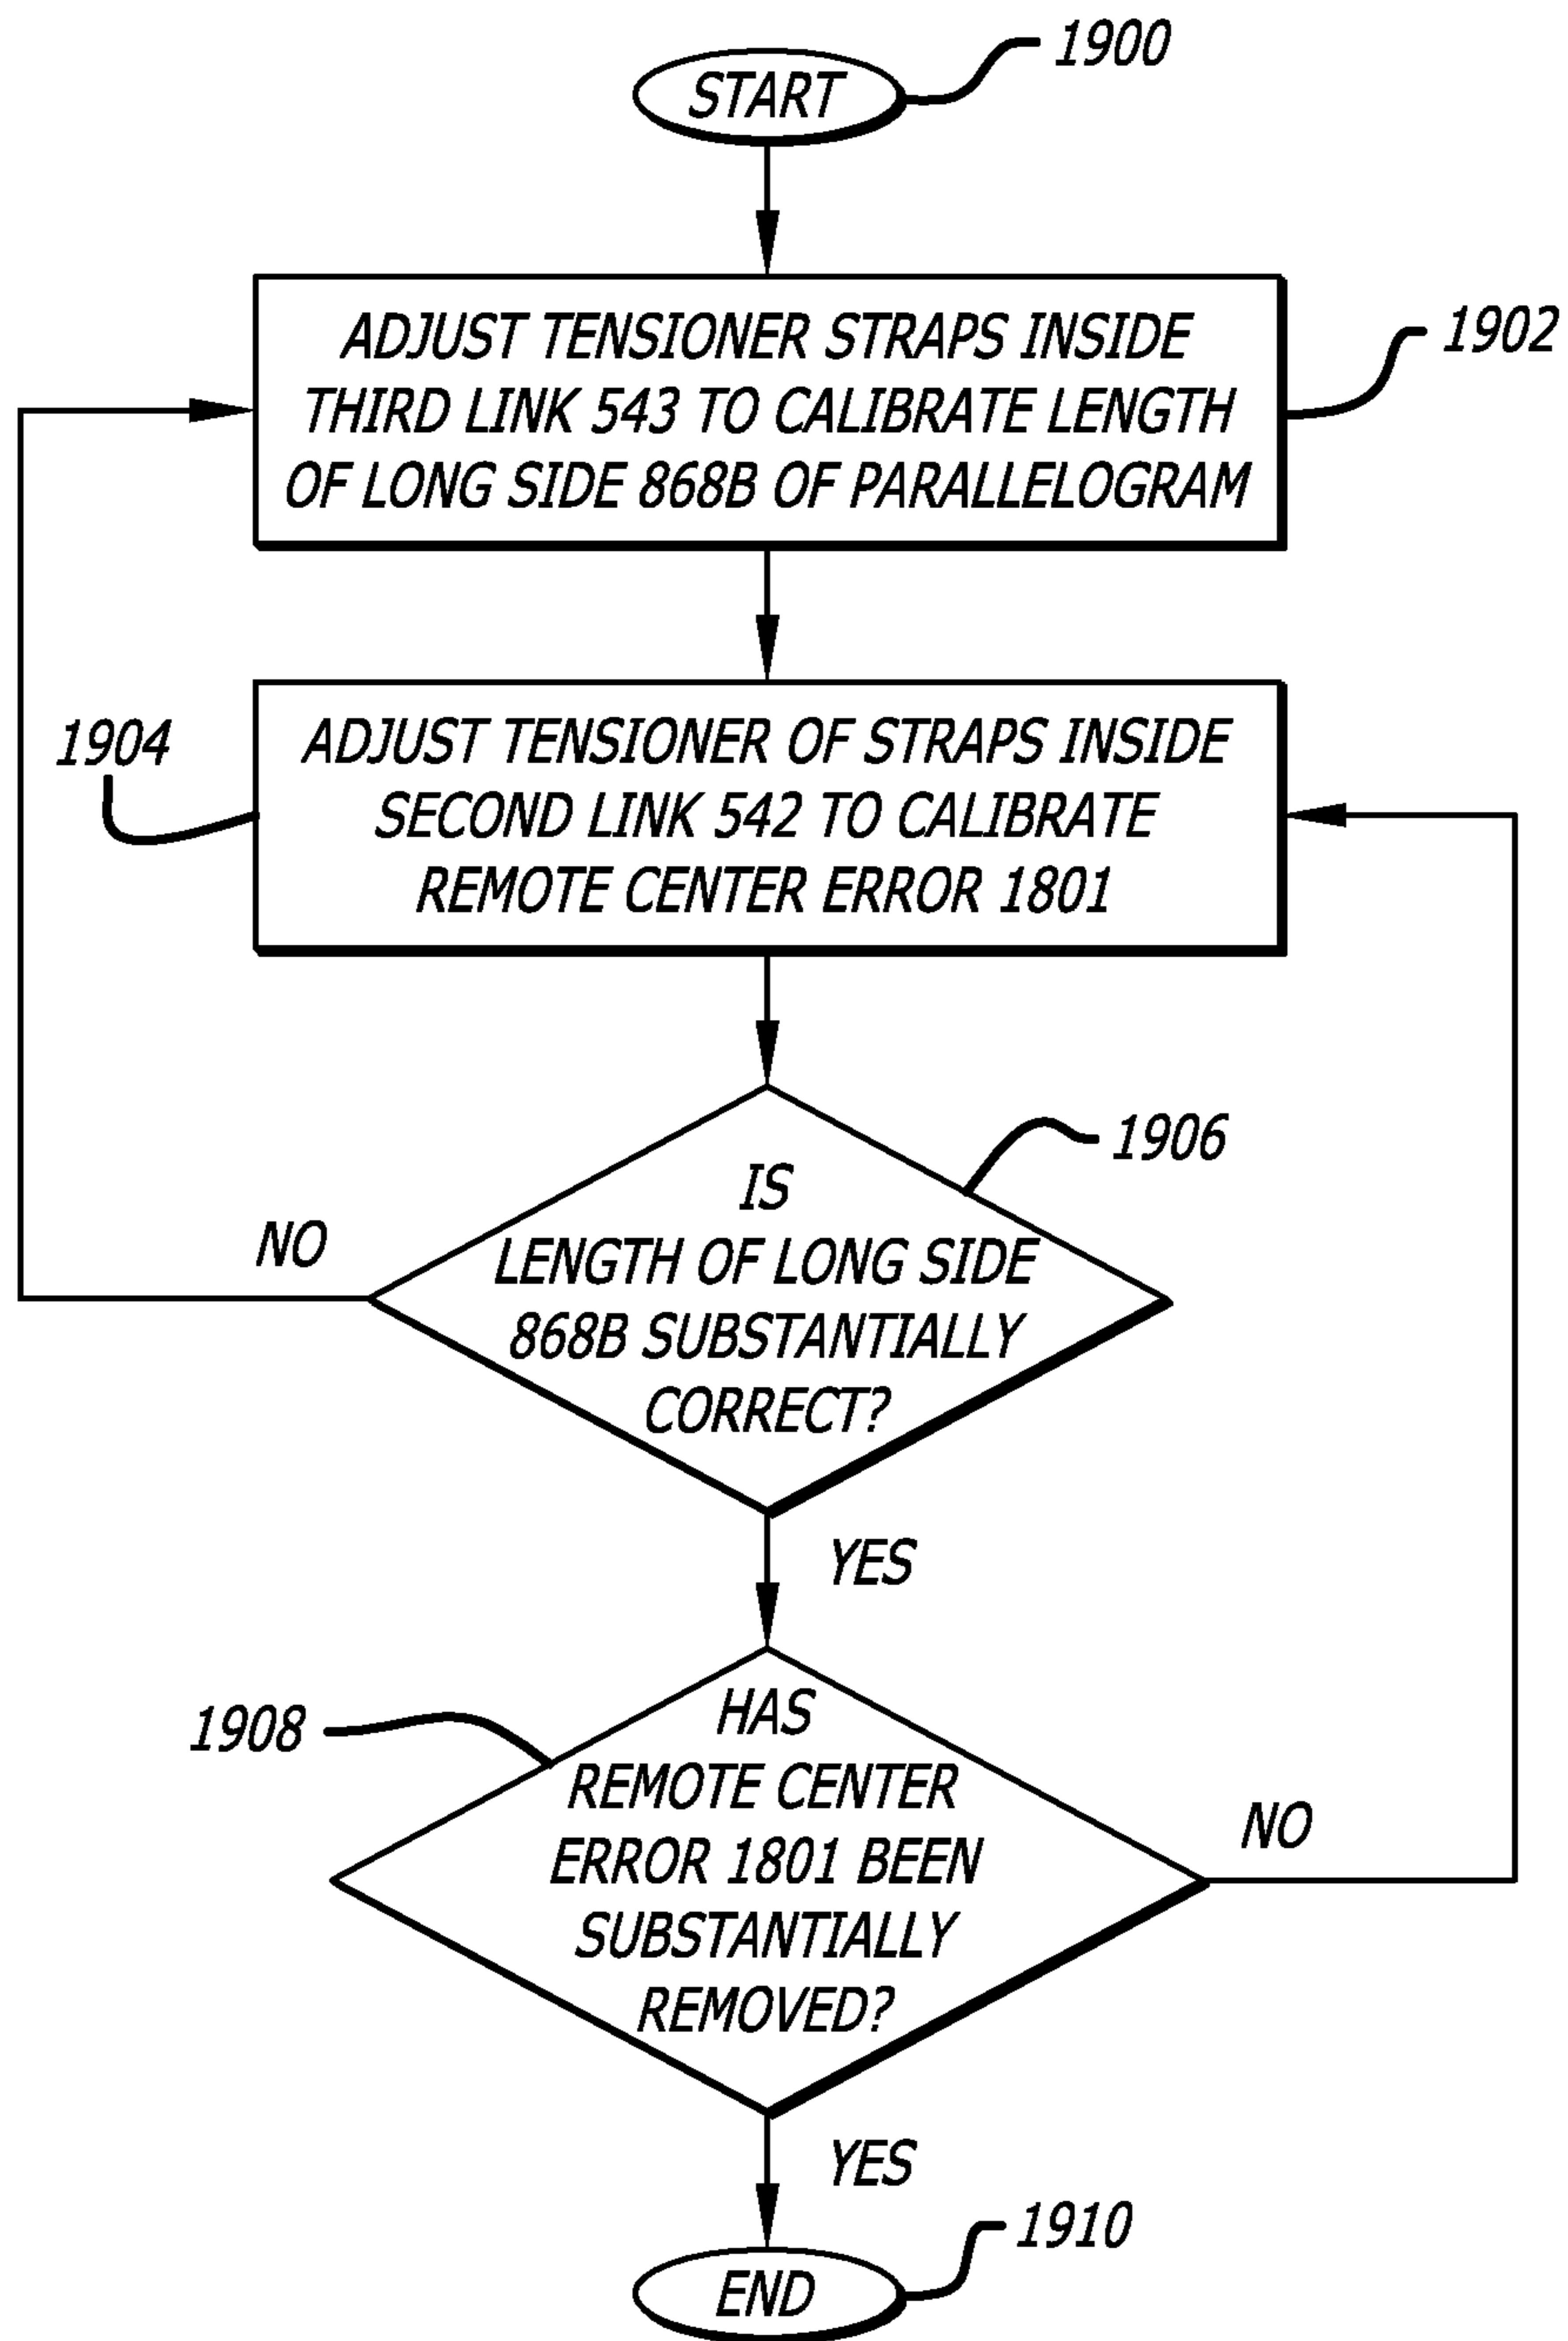 START
1900
ADJUST TENSIONER STRAPS INSIDE
THIRD LINK 543 TO CALIBRATE LENGTH
OF LONG SIDE 868B OF PARALLELOGRAM
1902
1904
ADJUST TENSIONER OF STRAPS INSIDE
SECOND LINK 542 TO CALIBRATE
REMOTE CENTER ERROR 1801
1906
IS
LENGTH OF LONG SIDE
868B SUBSTANTIALLY
CORRECT?
NO
YES
1908
HAS
REMOTE CENTER
ERROR 1801 BEEN
SUBSTANTIALLY
REMOVED?
NO
YES
END
1910